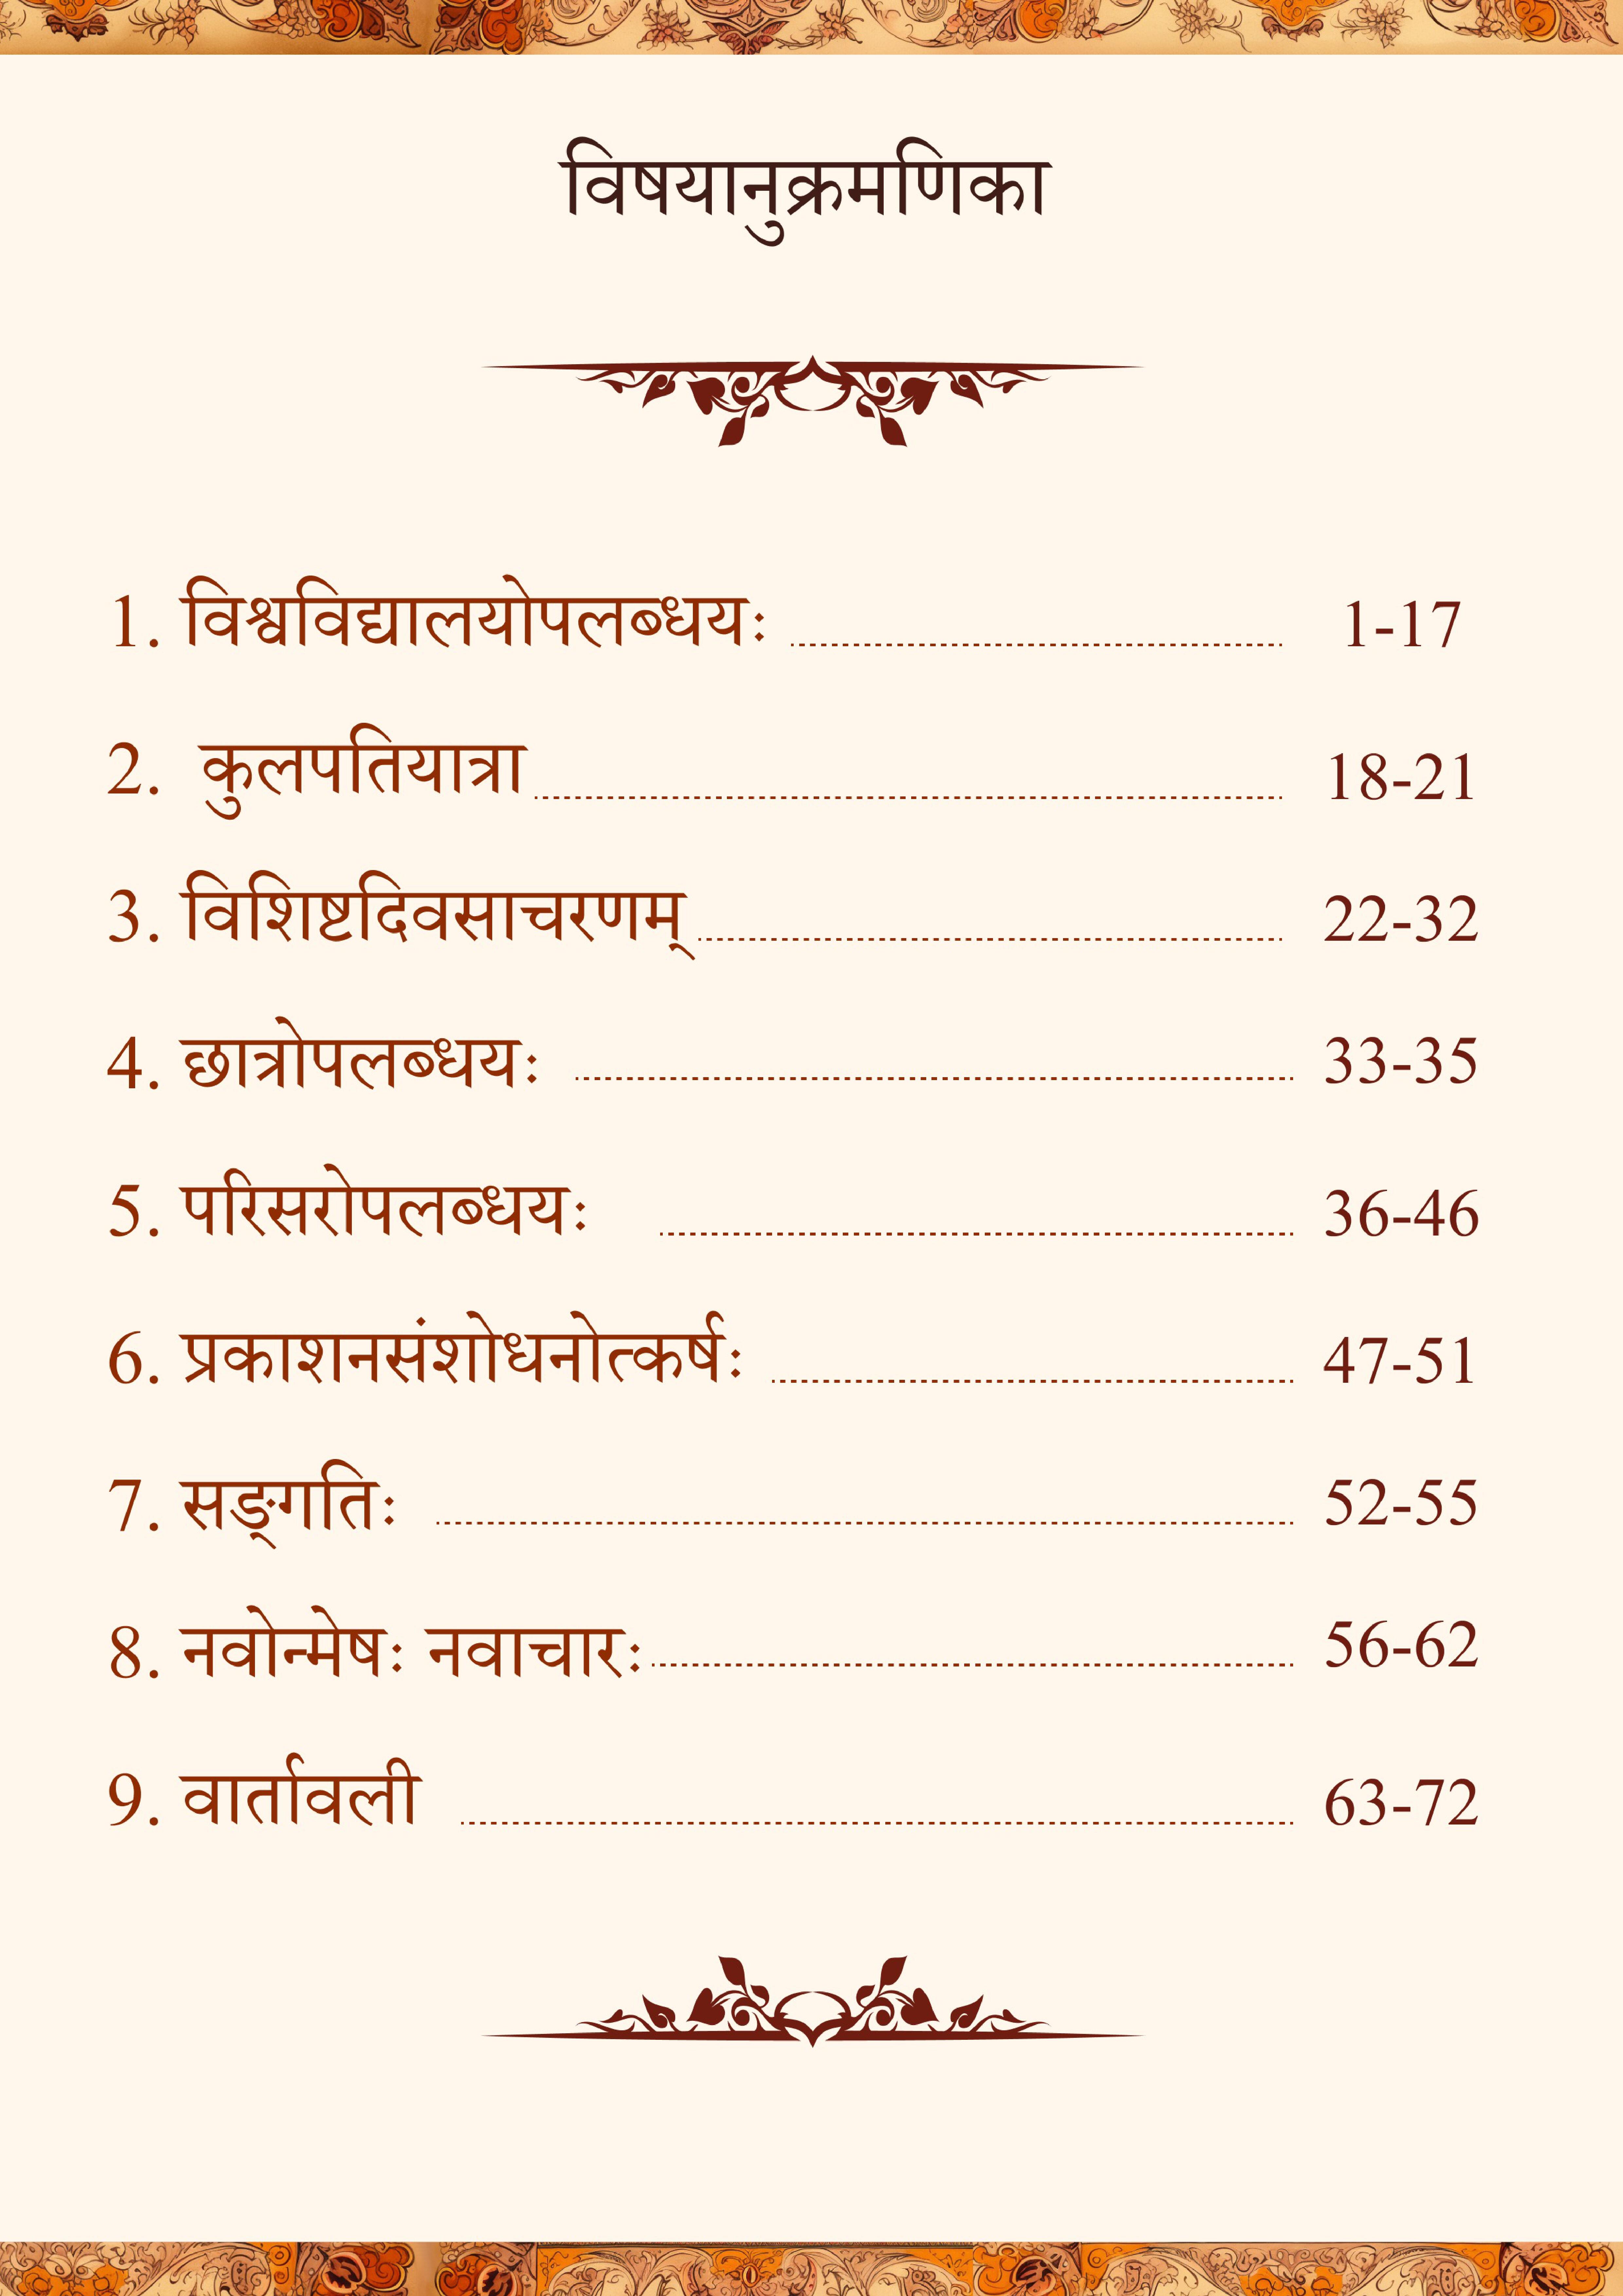 विषयानुक्रमणिका
1. विश्वविद्यालयोपलब्धयः 1-17
2. कुलपतियात्रा 18-21
3. विशिष्टदिवसाचरणम् 22-32
4. छात्रोपलब्धयः 33-35
5. परिसरोपलब्धयः 36-46
6. प्रकाशनसंशोधनोत्कर्षः 47-51
7. सङ्गतिः 52-55
8. नवोन्मेषः नवाचारः 56-62
9. वार्तावली 63-72